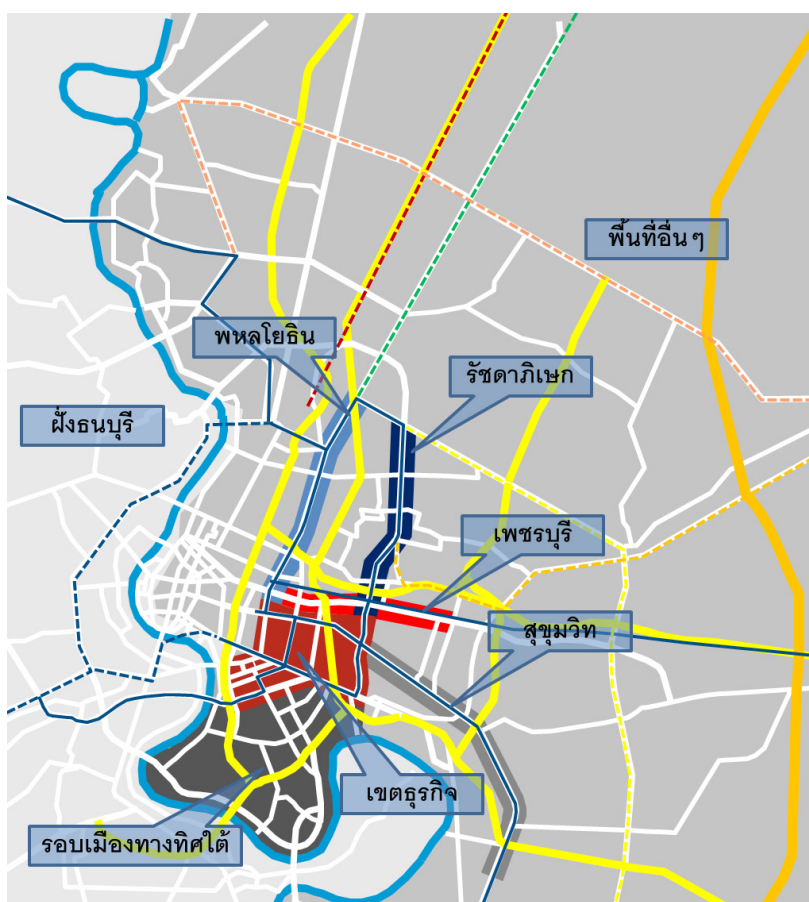 พื้นที่อื่น ๆ
พหลโยธิน
รัชดาภิเษก
ฝั่งธนบุรี
เพชรบุรี
สุขุมวิท
เขตธุรกิจ
รอบเมืองทางทิศใต้